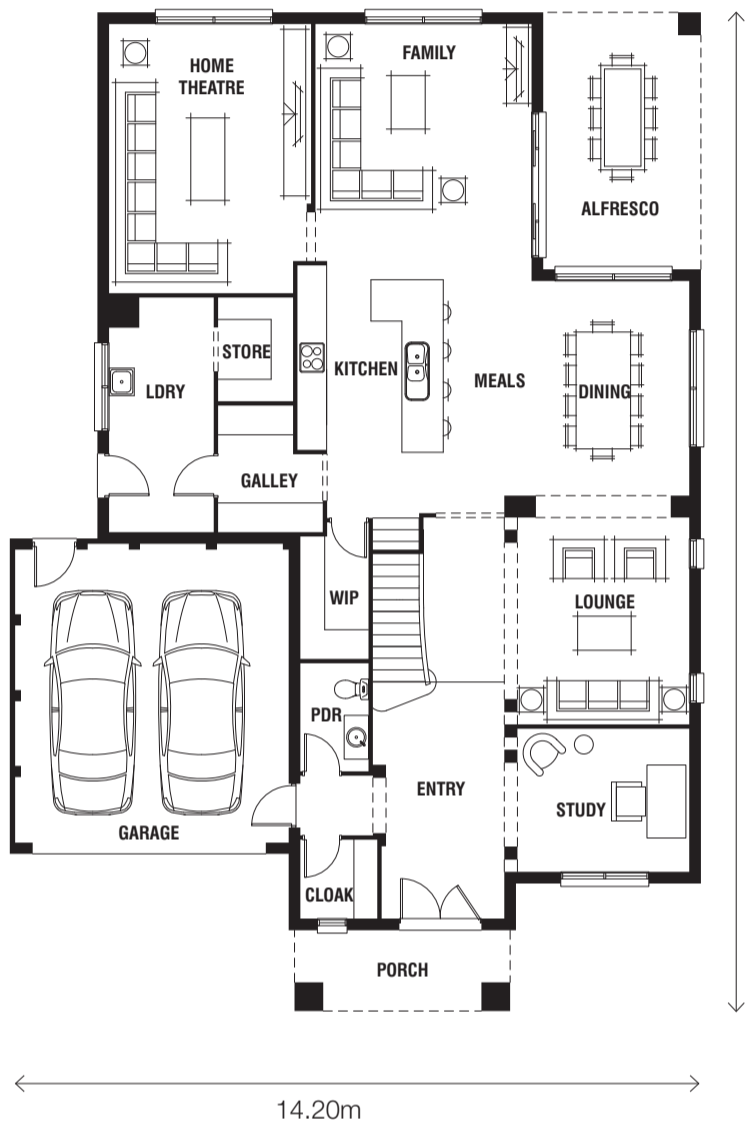 HOME
THEATRE
FAMILY
ALFRESCO
STORE
LDRY
KITCHEN
MEALS
DINING
GALLEY
WIP
LOUNGE
PDR
ENTRY
STUDY
GARAGE
CLOAK
PORCH
14.20m